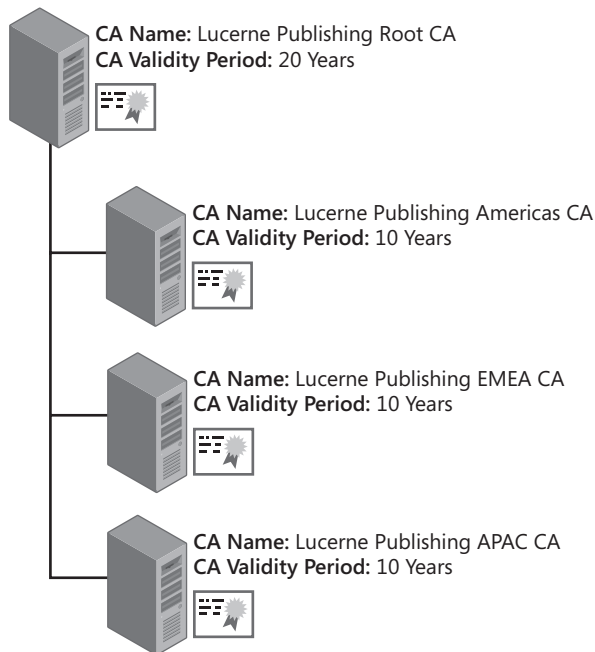 CA Name: Lucerne Publishing Root CA
CA Validity Period: 20 Years
CA Name: Lucerne Publishing Americas CA
CA Validity Period: 10 Years
CA Name: Lucerne Publishing EMEA CA
CA Validity Period: 10 Years
CA Name: Lucerne Publishing APAC CA
CA Validity Period: 10 Years